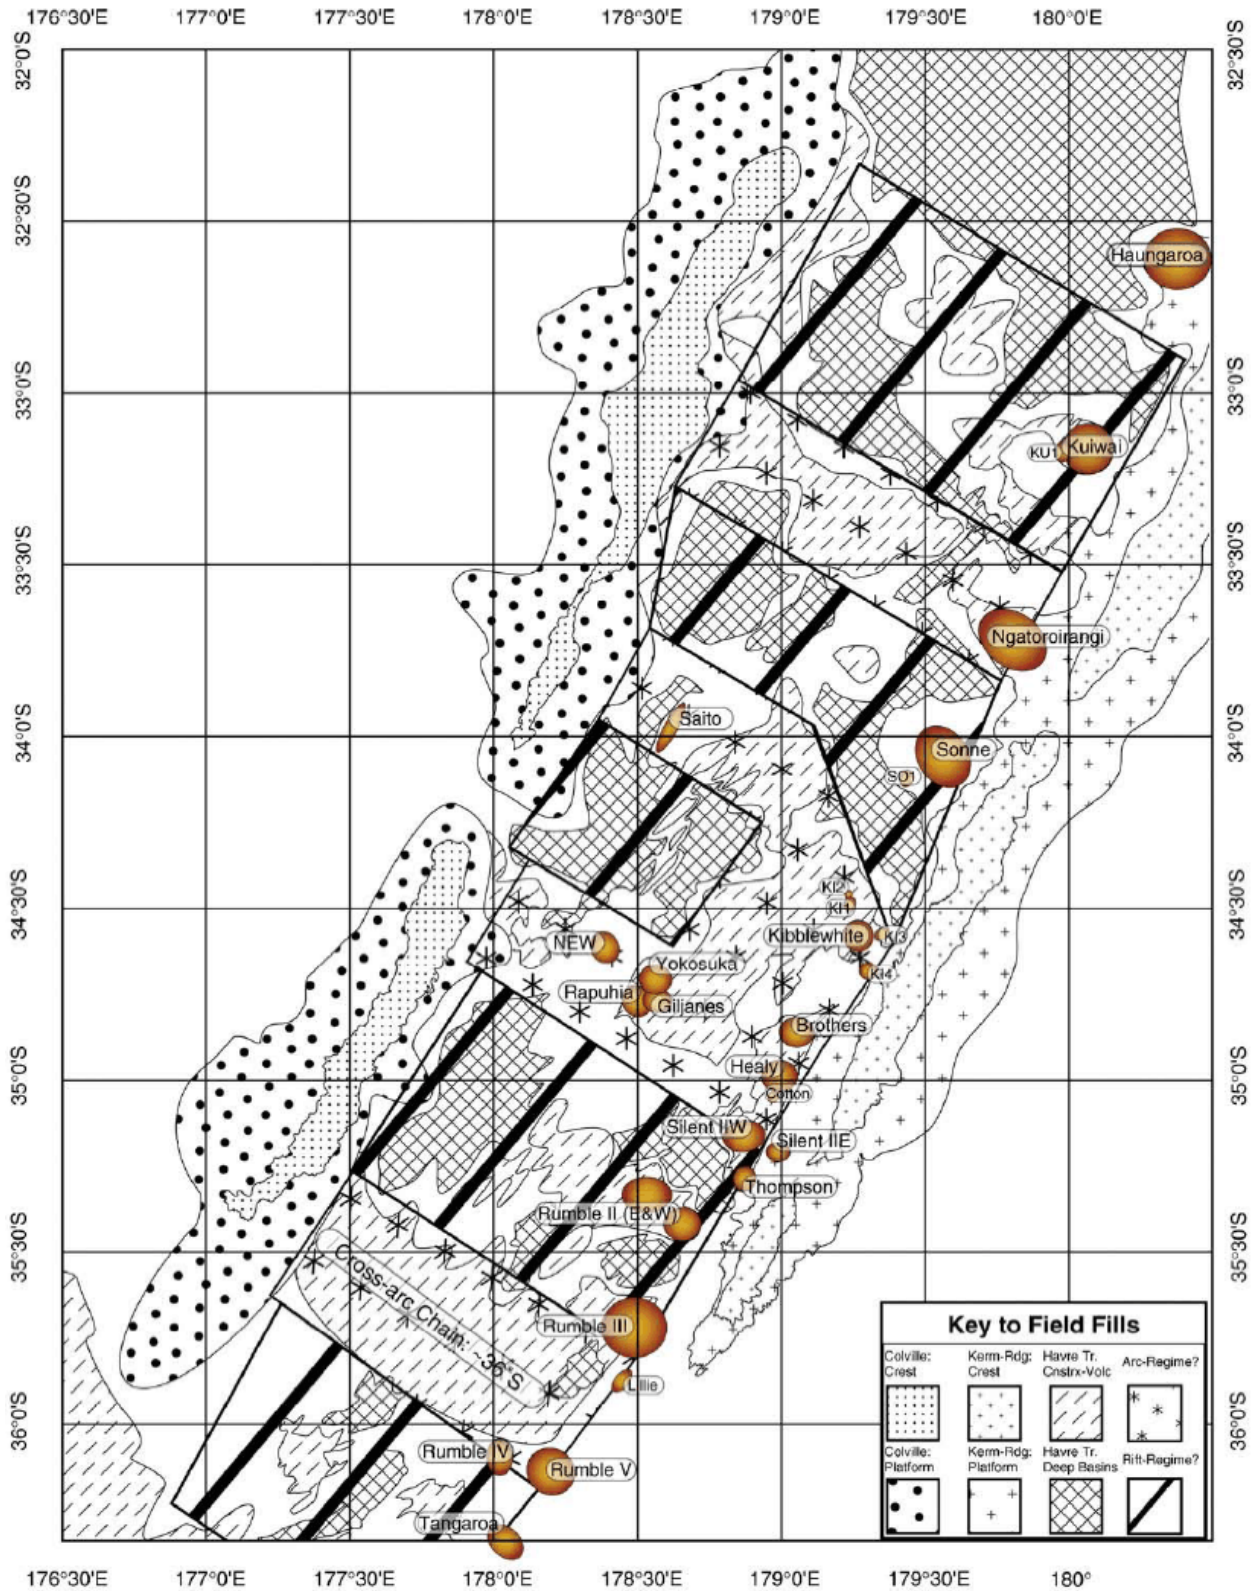 176°30'E 177°0'E 177°30'E 178°0'E 178°30'E 179°0'E 179°30'E 180°0'E
32°0'S
32°30'S
32°30'S
32°30'S
Haungaroa
33°0'S
33°0'S
KU1
Kuiwai
33°30'S
33°30'S
Ngatoroirangi
Saito
34°0'S
34°0'S
Sonne
SO1
KI2
KI1
34°30'S
34°30'S
NEW
Kibblewhite
KI3
Yokosuka
KI4
Rapuhia
Giljanes
Brothers
Healy
35°0'S
35°0'S
Cotton
Silent IIW
Silent IIE
Thompson
Rumble II (E&W)
35°30'S
35°30'S
Cross-arc Chain: ~36°S
Rumble III
Lillie
36°0'S
36°0'S
Rumble IV
Rumble V
Tangaroa
Key to Field Fills
Colville:
Crest
Kerm-Rdg:
Crest
Havre Tr.
Cnstrx-Volc
Arc-Regime?
Colville:
Platform
Kerm-Rdg:
Platform
Havre Tr.
Deep Basins
Rift-Regime?
176°30'E 177°0'E 177°30'E 178°0'E 178°30'E 179°0'E 179°30'E 180°